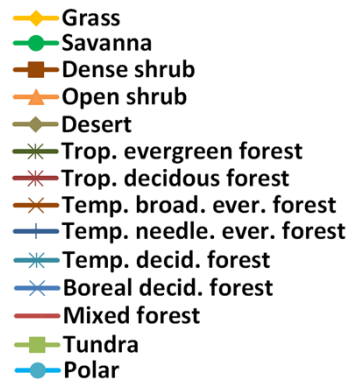 Grass
Savanna
Dense shrub
Open shrub
Desert
Trop. evergreen forest
Trop. decidous forest
Temp. broad. ever. forest
Temp. needle. ever. forest
Temp. decid. forest
Boreal decid. forest
Mixed forest
Tundra
Polar